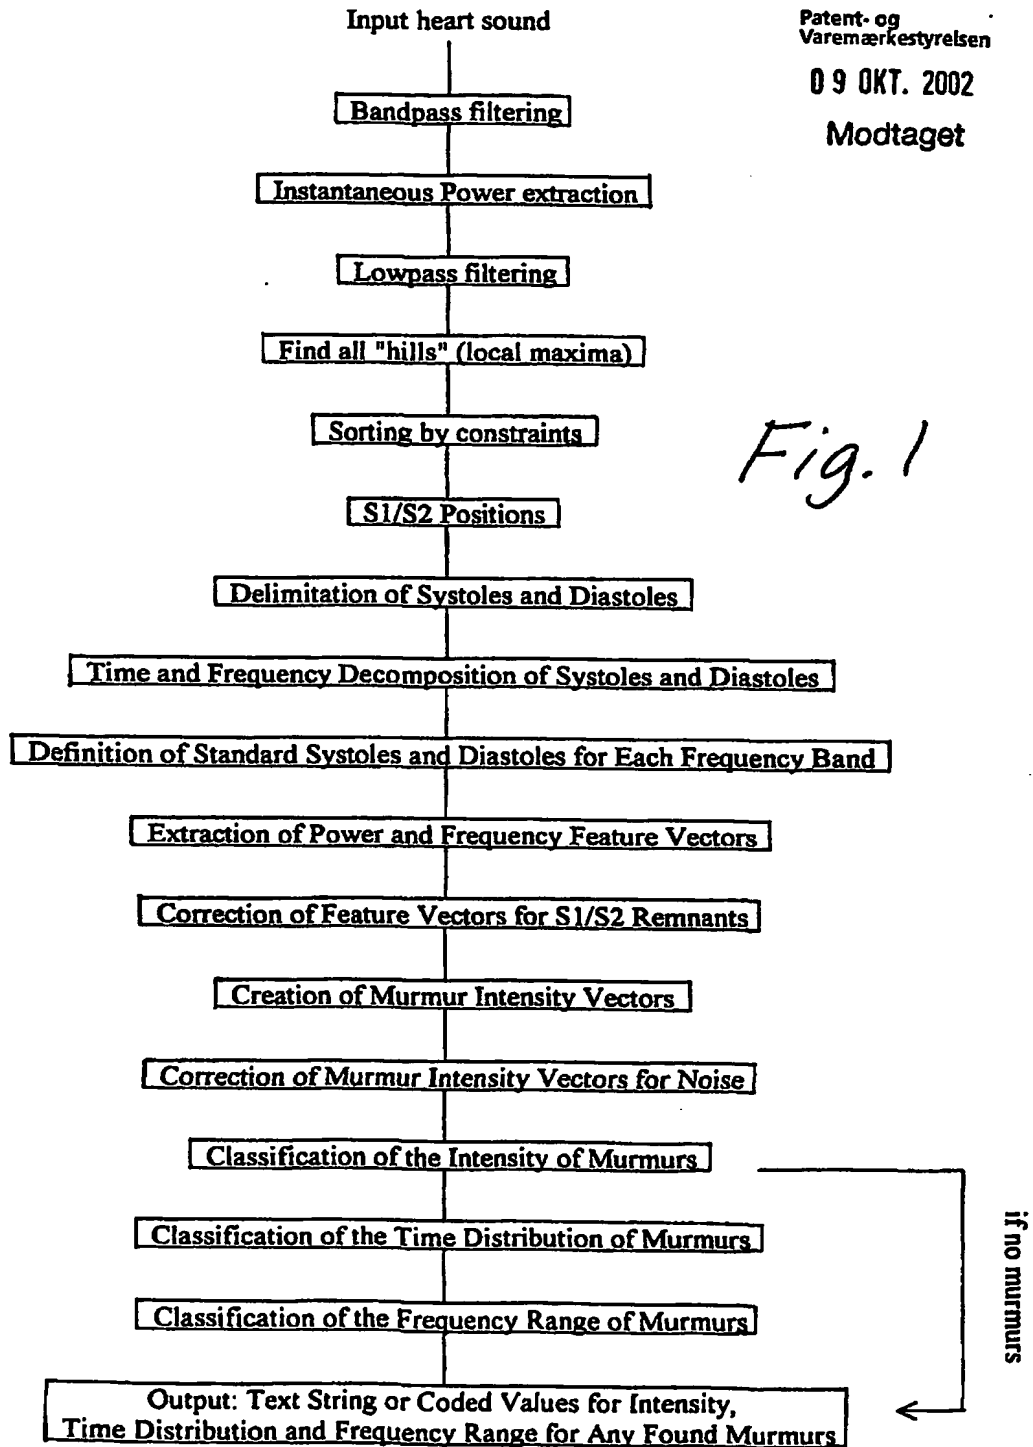 Input heart sound
Patent- og
Varemærkestyrelsen
09 OKT. 2002
Modtaget
Bandpass filtering
Instantaneous Power extraction
Lowpass filtering
Find all "hills" (local maxima)
Sorting by constraints
Fig. 1
S1/S2 Positions
Delimitation of Systoles and Diastoles
Time and Frequency Decomposition of Systoles and Diastoles
Definition of Standard Systoles and Diastoles for Each Frequency Band
Extraction of Power and Frequency Feature Vectors
Correction of Feature Vectors for S1/S2 Remnants
Creation of Murmur Intensity Vectors
Correction of Murmur Intensity Vectors for Noise
Classification of the Intensity of Murmurs
Classification of the Time Distribution of Murmurs
Classification of the Frequency Range of Murmurs
if no murmurs
Output: Text String or Coded Values for Intensity,
Time Distribution and Frequency Range for Any Found Murmurs